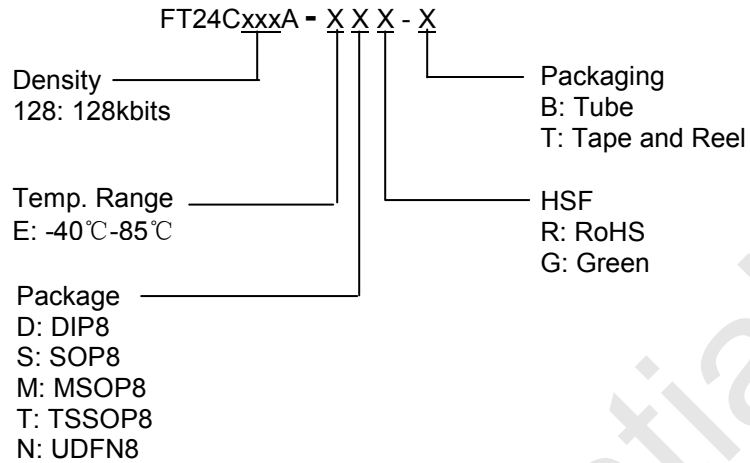 FT24CxxxA - X X X - X
Density
128: 128kbits
Temp. Range
E: -40℃-85℃
Package
D: DIP8
S: SOP8
M: MSOP8
T: TSSOP8
N: UDFN8
Packaging
B: Tube
T: Tape and Reel
HSF
R: RoHS
G: Green